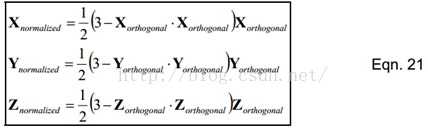 X_normalized = 1/2 (3 − X_orthogonal · X_orthogonal) X_orthogonal
Y_normalized = 1/2 (3 − Y_orthogonal · Y_orthogonal) Y_orthogonal
Eqn. 21
http://blog.csdn.net/
Z_normalized = 1/2 (3 − Z_orthogonal · Z_orthogonal) Z_orthogonal